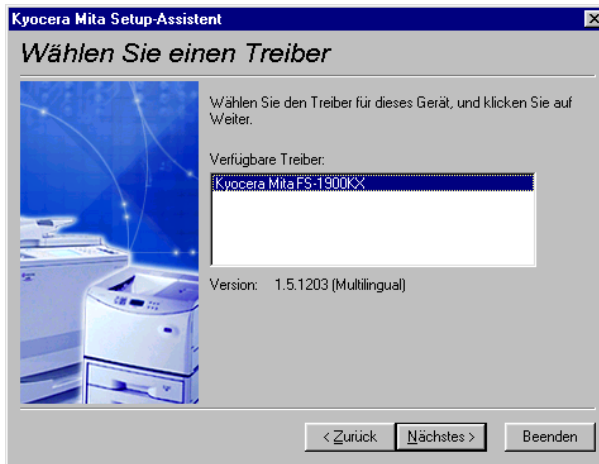 Kyocera Mita Setup-Assistent
Wählen Sie einen Treiber
Wählen Sie den Treiber für dieses Gerät, und klicken Sie auf
Weiter.
Verfügbare Treiber:
Kyocera Mita FS-1900KX
Version: 1.5.1203 (Multilingual)
< Zurück Nächstes > Beenden